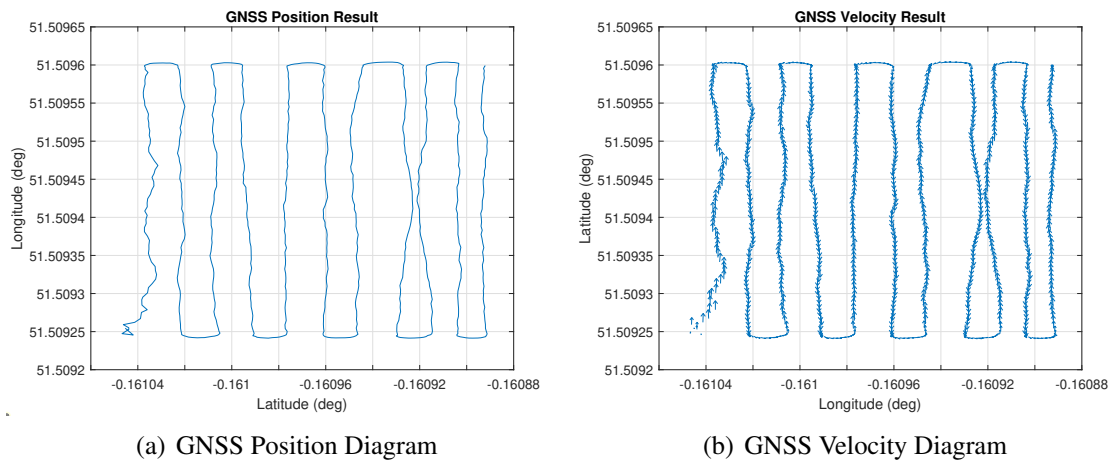 GNSS Position Result
51.50965
51.5096
51.50955
51.5095
51.50945
51.5094
51.50935
51.5093
51.50925
51.5092
Longitude (deg)
-0.16104 -0.161 -0.16096 -0.16092 -0.16088
Latitude (deg)
(a) GNSS Position Diagram
GNSS Velocity Result
51.50965
51.5096
51.50955
51.5095
51.50945
51.5094
51.50935
51.5093
51.50925
51.5092
Latitude (deg)
-0.16104 -0.161 -0.16096 -0.16092 -0.16088
Longitude (deg)
(b) GNSS Velocity Diagram